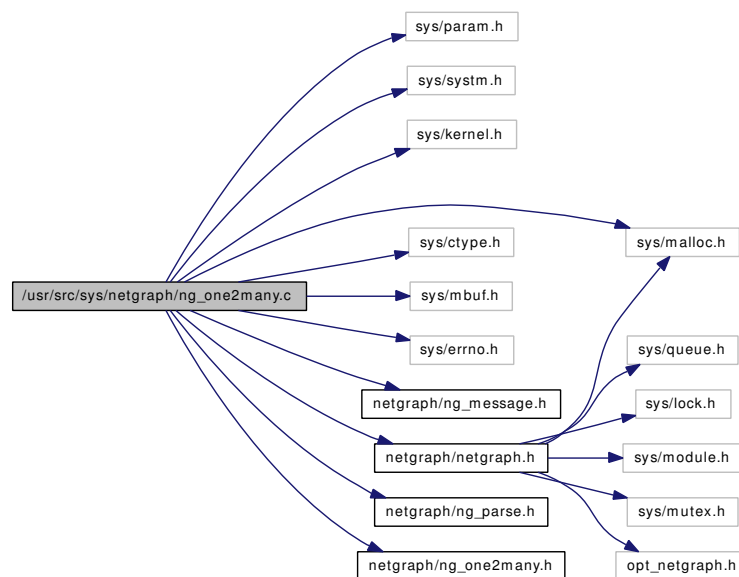 sys/param.h
sys/systm.h
sys/kernel.h
sys/ctype.h
sys/malloc.h
/usr/src/sys/netgraph/ng_one2many.c
sys/mbuf.h
sys/errno.h
sys/queue.h
netgraph/ng_message.h
sys/lock.h
netgraph/netgraph.h
sys/module.h
netgraph/ng_parse.h
sys/mutex.h
netgraph/ng_one2many.h
opt_netgraph.h